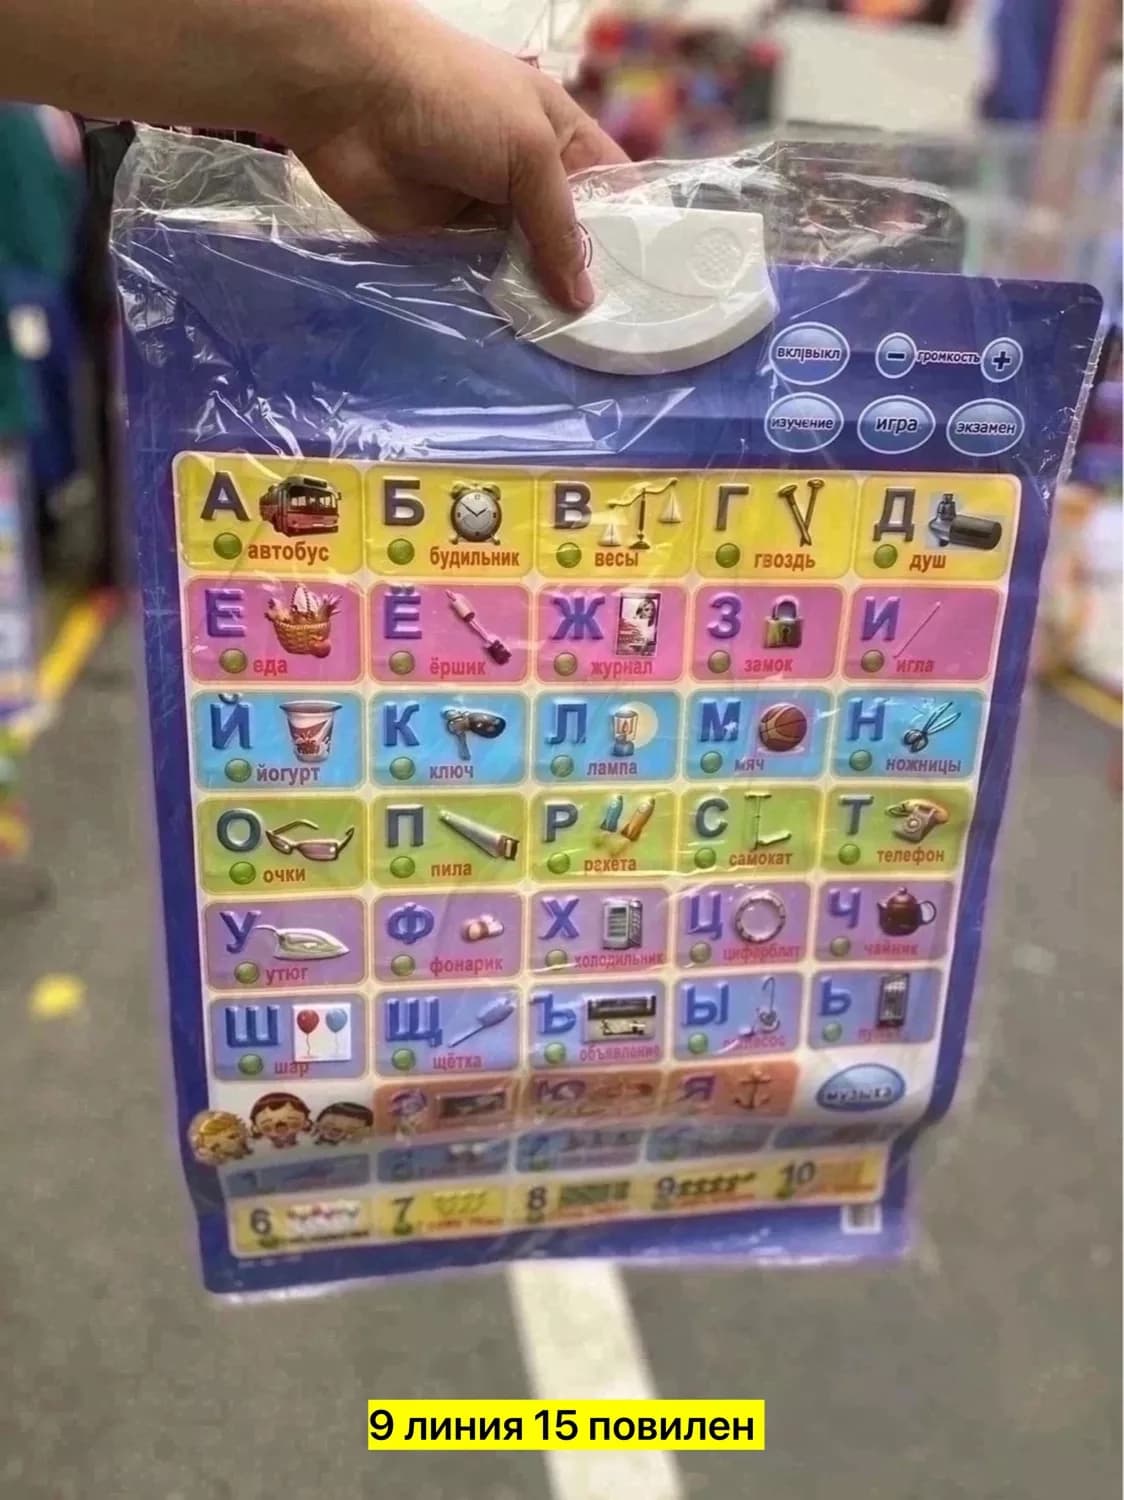 вкл|выкл − громкость +
изучение игра экзамен
А Б В Г Д
автобус будильник весы гвоздь душ
Е Ё Ж З И
еда ёршик журнал замок игла
Й К Л М Н
йогурт ключ лампа мяч ножницы
О П Р С Т
очки пила ракета самокат телефон
У Ф Х Ц Ч
утюг фонарик холодильник циферблат чайник
Ш Щ Ъ Ы Ь
шар щётка объявление
Ю Я
музыка
6 7 8 9 10
9 линия 15 повилен